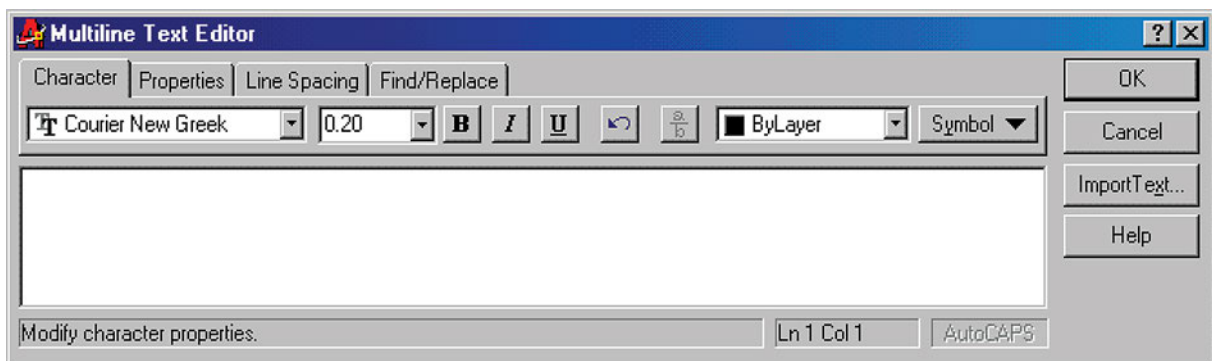 Multiline Text Editor
Character Properties Line Spacing Find/Replace
OK
Courier New Greek 0.20 B I U a/b ByLayer Symbol
Cancel
ImportText...
Help
Modify character properties. Ln 1 Col 1 AutoCAPS